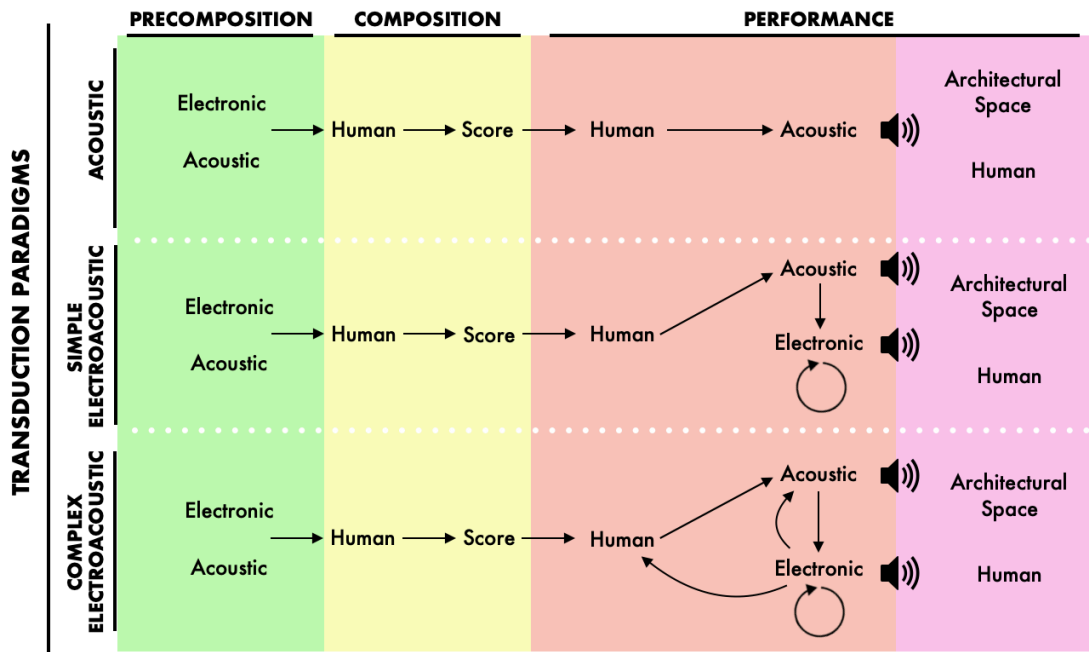 PRECOMPOSITION COMPOSITION PERFORMANCE
TRANSDUCTION PARADIGMS
ACOUSTIC
Electronic
Acoustic
Human Score Human Acoustic
Architectural
Space
Human
SIMPLE
ELECTROACOUSTIC
Electronic
Acoustic
Human Score Human
Acoustic
Electronic
Architectural
Space
Human
COMPLEX
ELECTROACOUSTIC
Electronic
Acoustic
Human Score Human
Acoustic
Electronic
Architectural
Space
Human